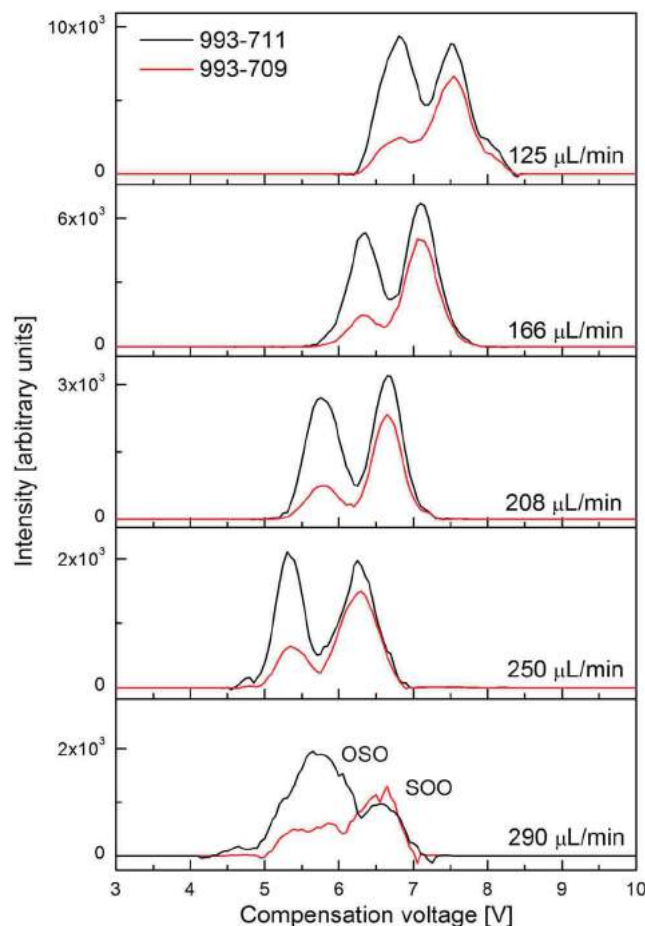 10x10³
993-711
993-709
0
125 μL/min
6x10³
0
166 μL/min
3x10³
0
208 μL/min
2x10³
0
250 μL/min
2x10³
OSO
SOO
0
290 μL/min
3 4 5 6 7 8 9 10
Compensation voltage [V]
Intensity [arbitrary units]